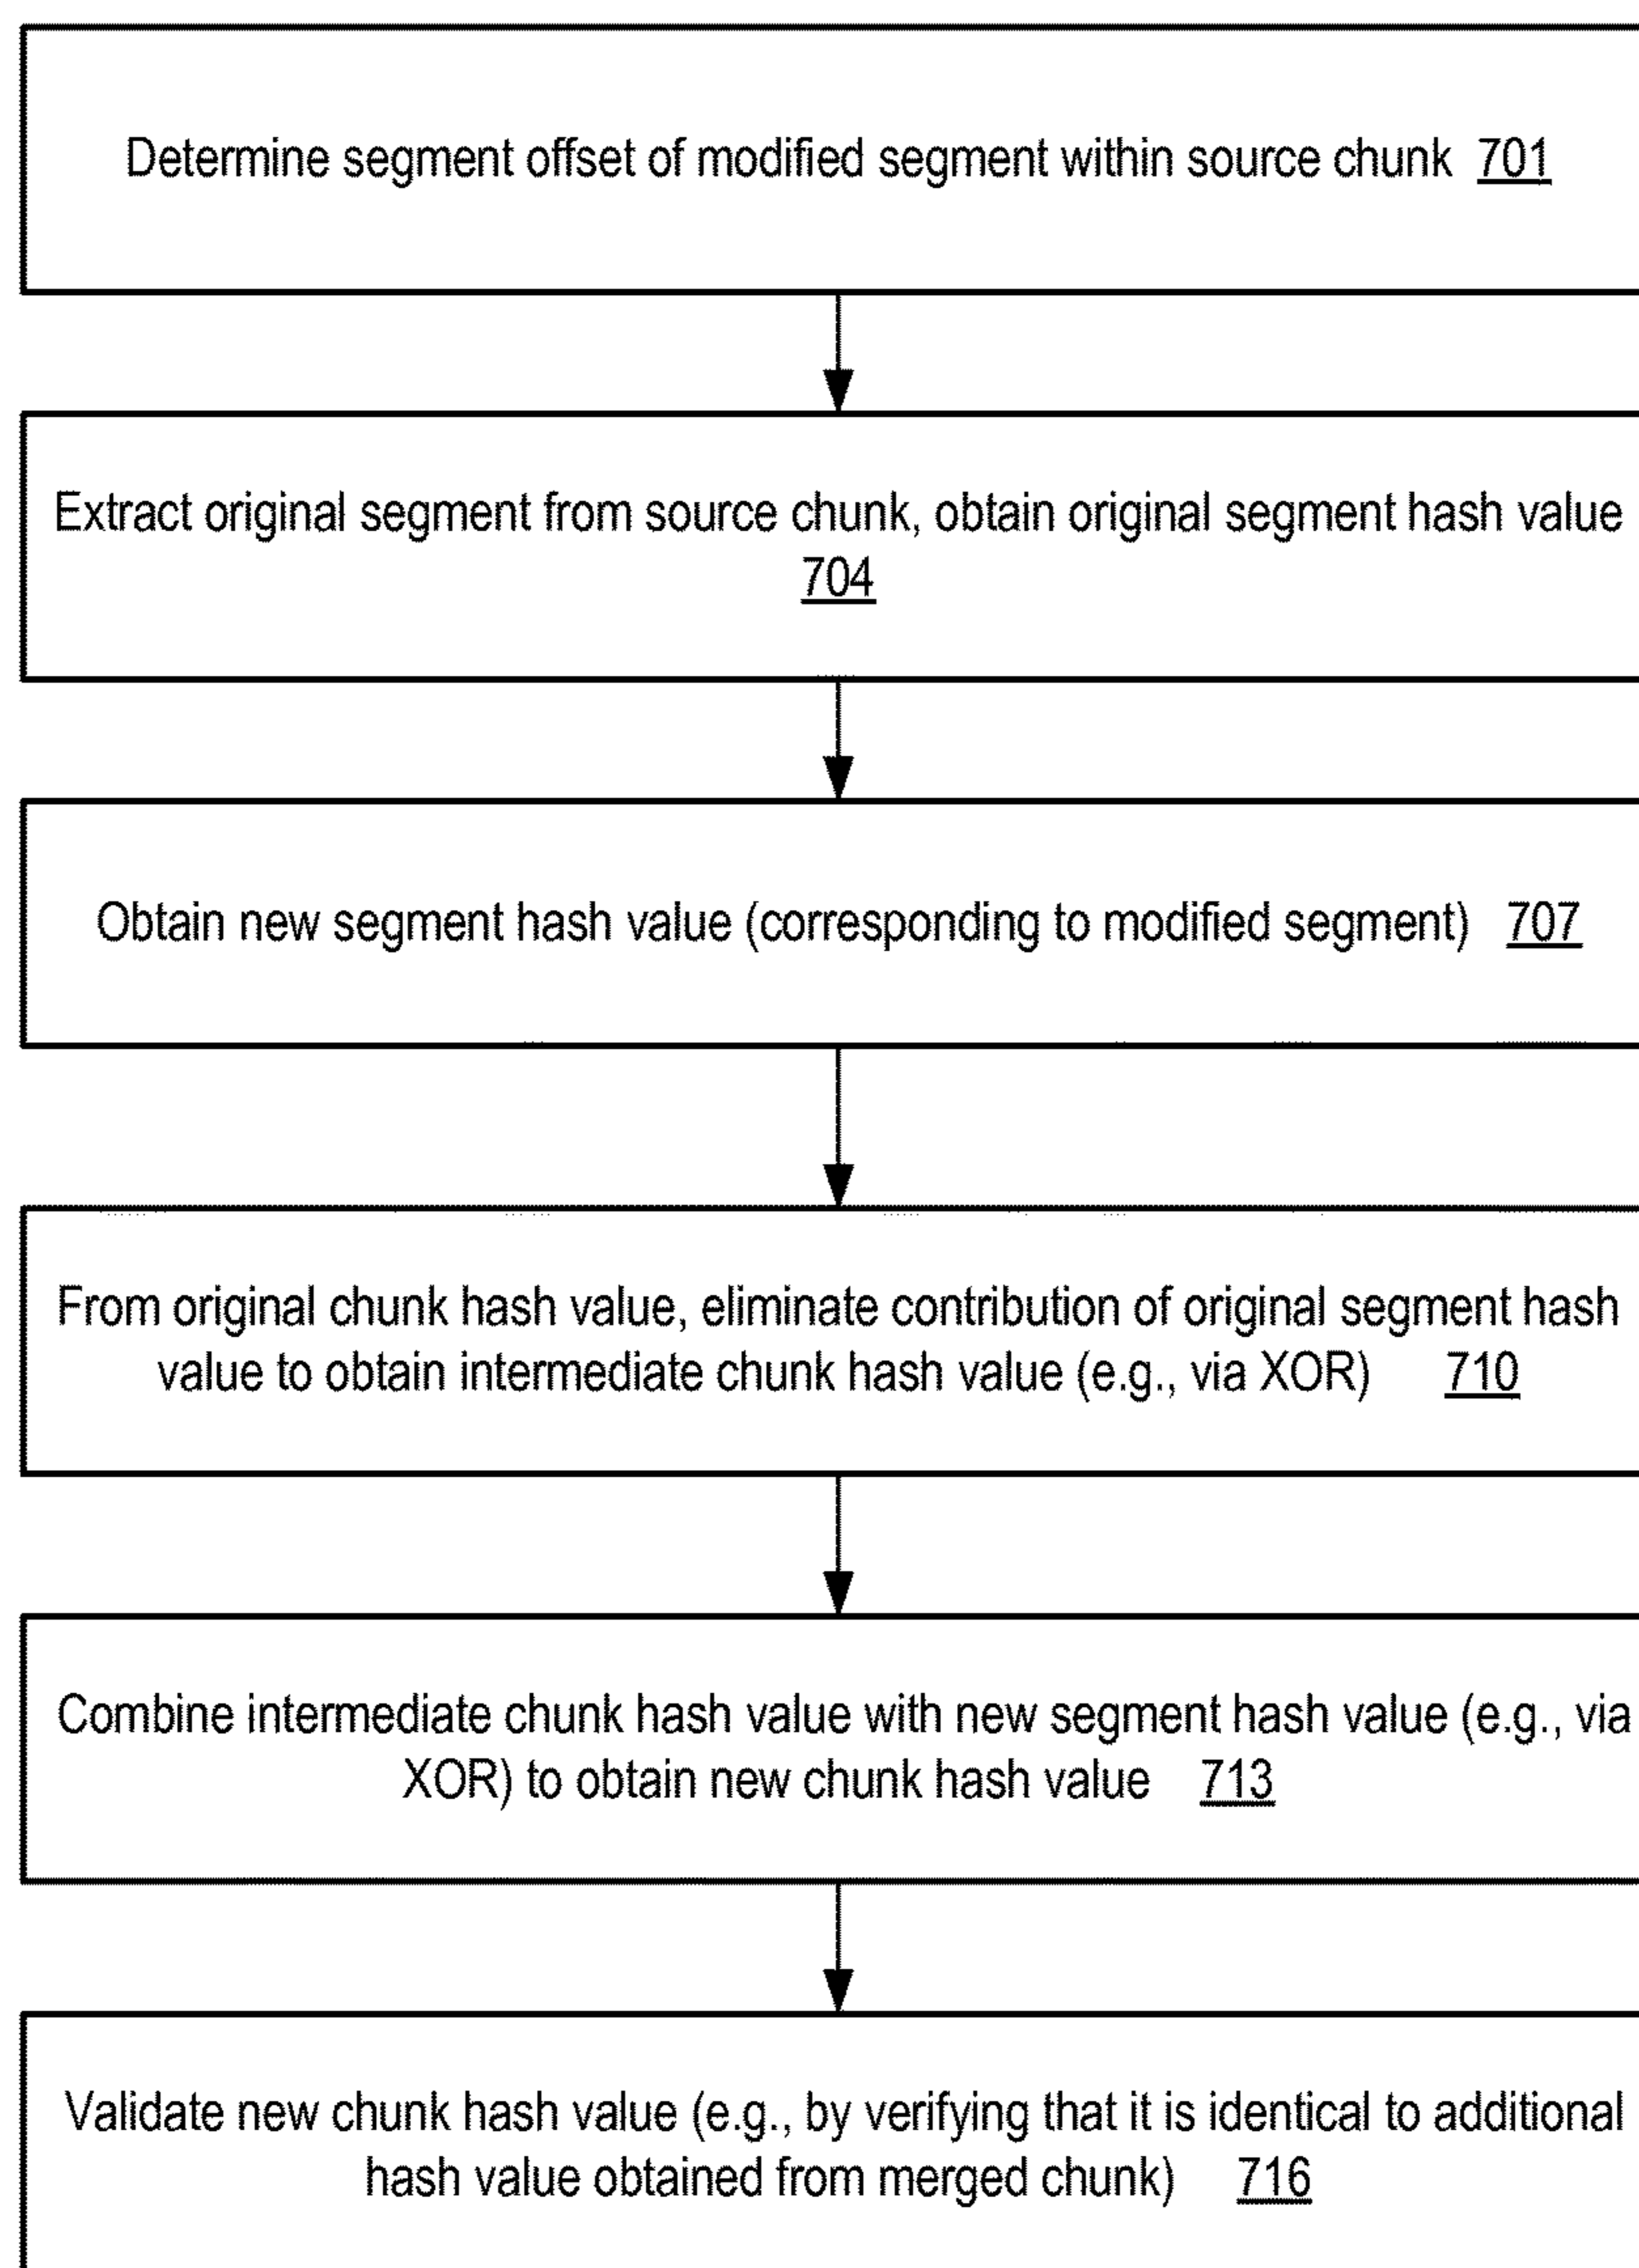 Determine segment offset of modified segment within source chunk 701
Extract original segment from source chunk, obtain original segment hash value
704
Obtain new segment hash value (corresponding to modified segment) 707
From original chunk hash value, eliminate contribution of original segment hash
value to obtain intermediate chunk hash value (e.g., via XOR) 710
Combine intermediate chunk hash value with new segment hash value (e.g., via
XOR) to obtain new chunk hash value 713
Validate new chunk hash value (e.g., by verifying that it is identical to additional
hash value obtained from merged chunk) 716